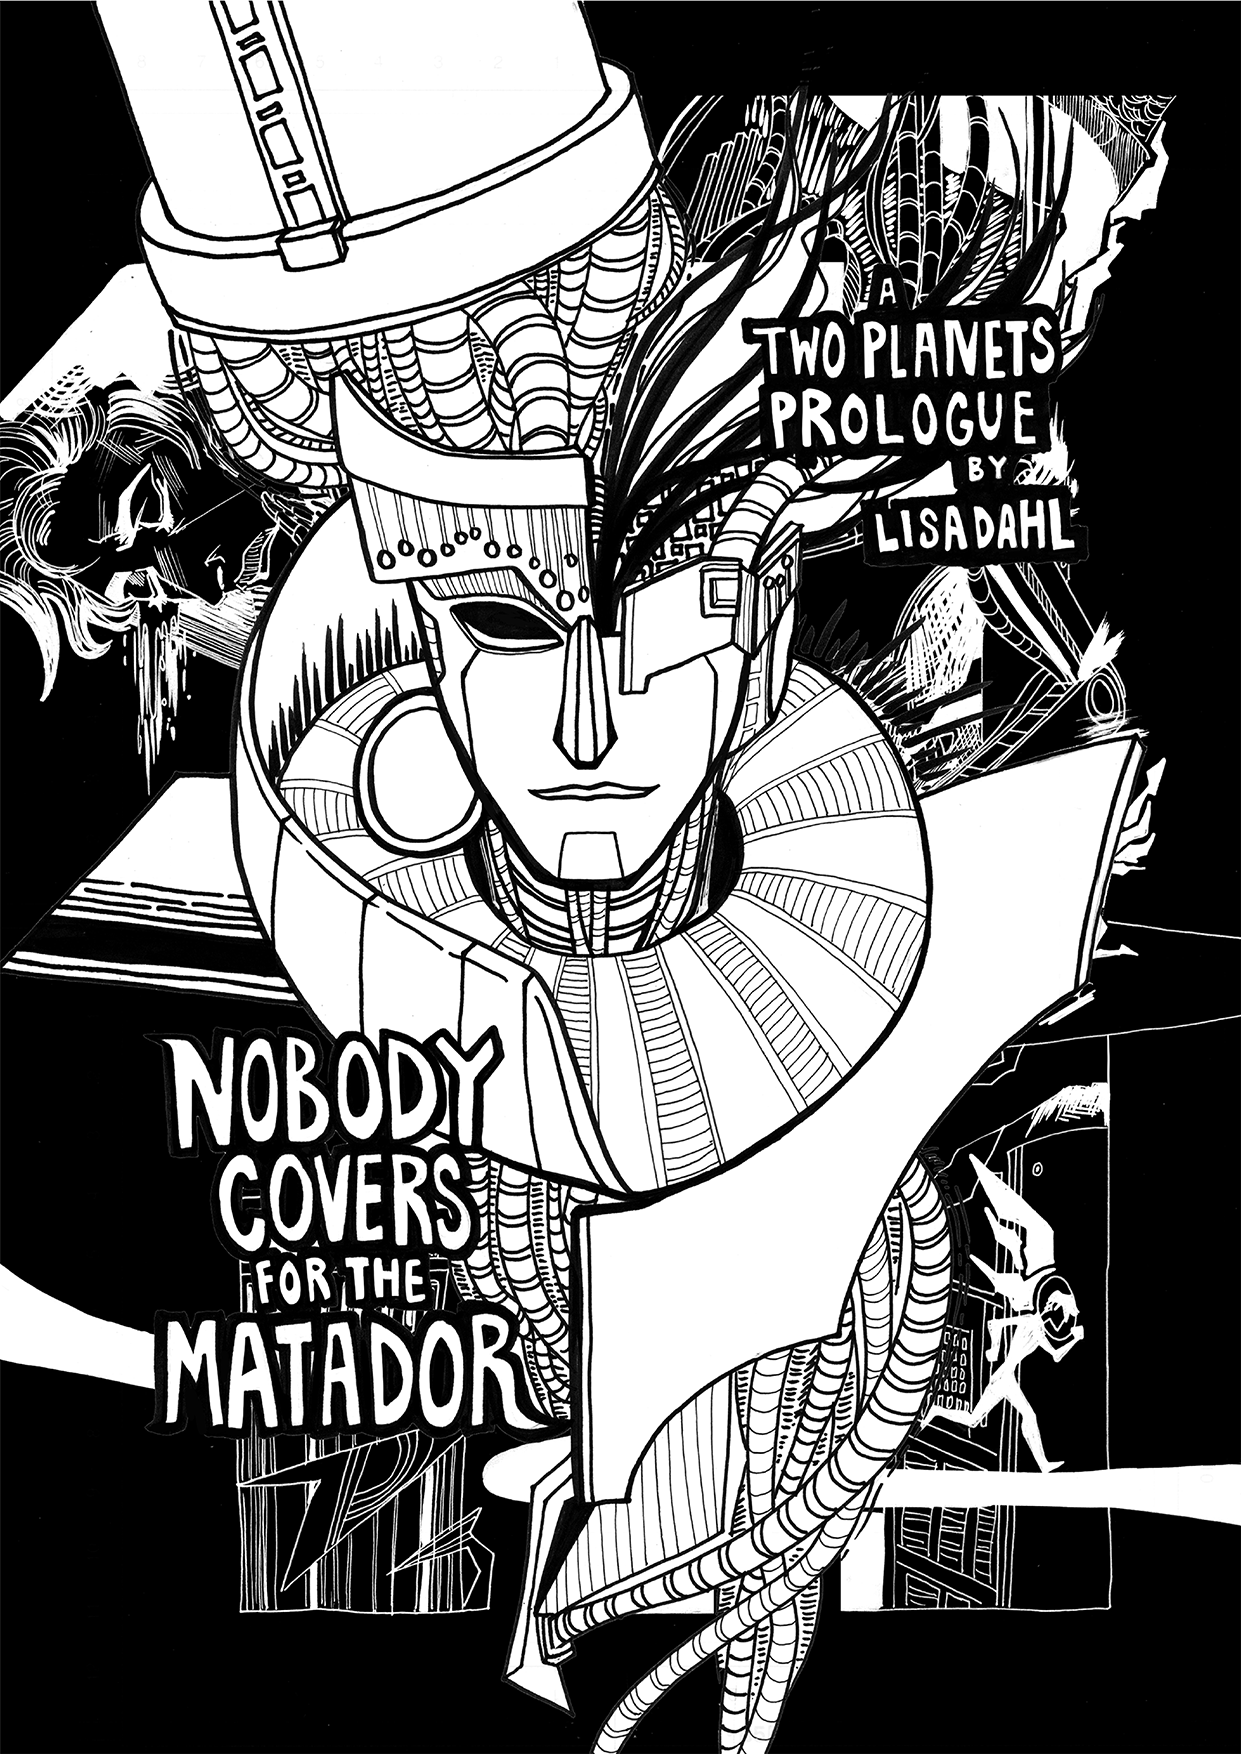 A
TWO PLANETS
PROLOGUE
BY
LISA DAHL
NOBODY
COVERS
FOR THE
MATADOR